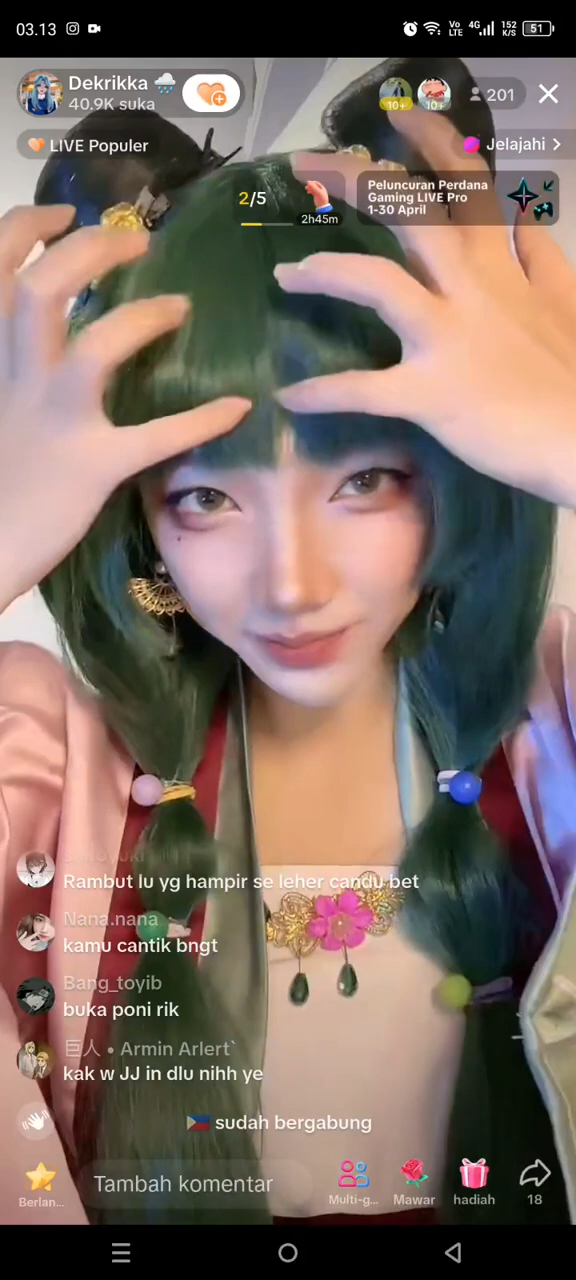 03.13
Vo
LTE
4G
152
K/S
51
Dekrikka
40,9K suka
10+
10+
201
LIVE Populer
Jelajahi
2/5
2h45m
Peluncuran Perdana
Gaming LIVE Pro
1-30 April
Rambut lu yg hampir se leher candu bet
Nana.nana
kamu cantik bngt
Bang_toyib
buka poni rik
巨人 • Armin Arlert`
kak w JJ in dlu nihh ye
sudah bergabung
Berlan...
Tambah komentar
Multi-g...
Mawar
hadiah
18